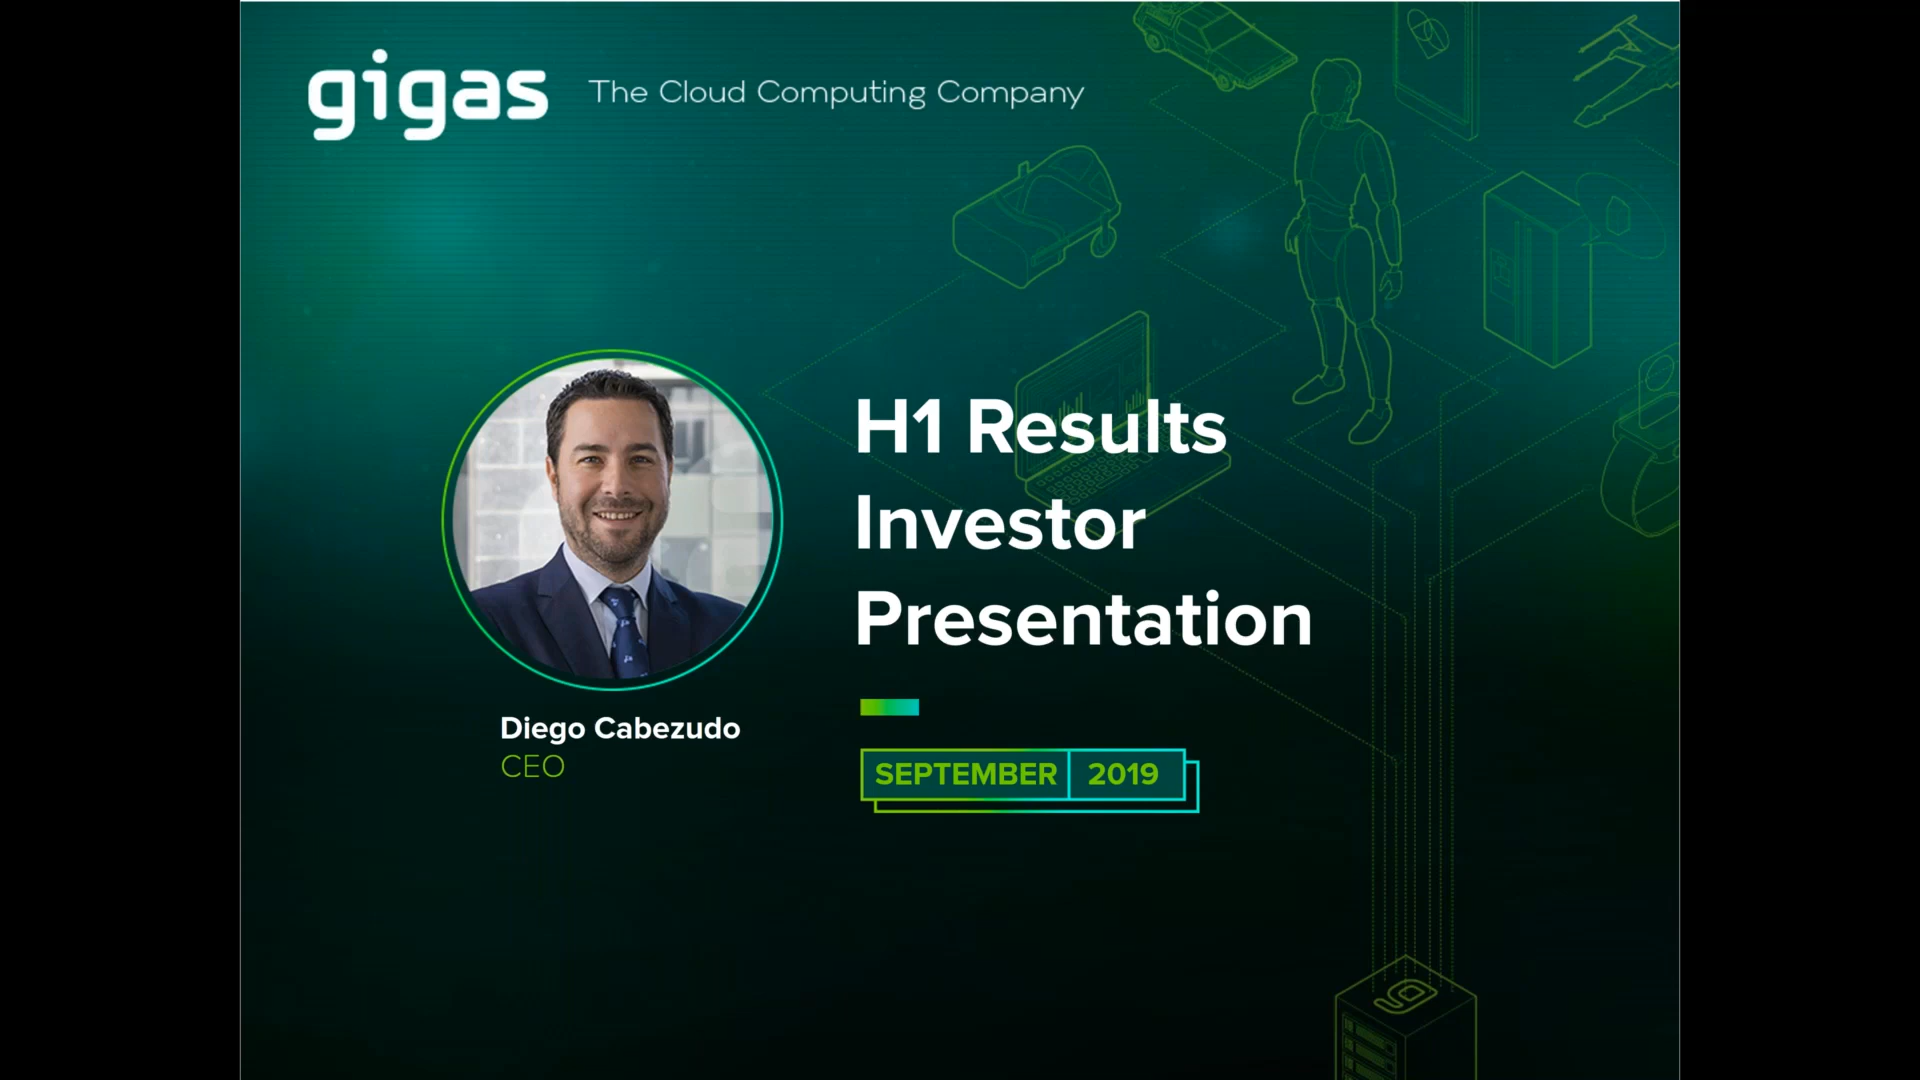 gigas The Cloud Computing Company
H1 Results
Investor
Presentation
Diego Cabezudo
CEO
SEPTEMBER 2019